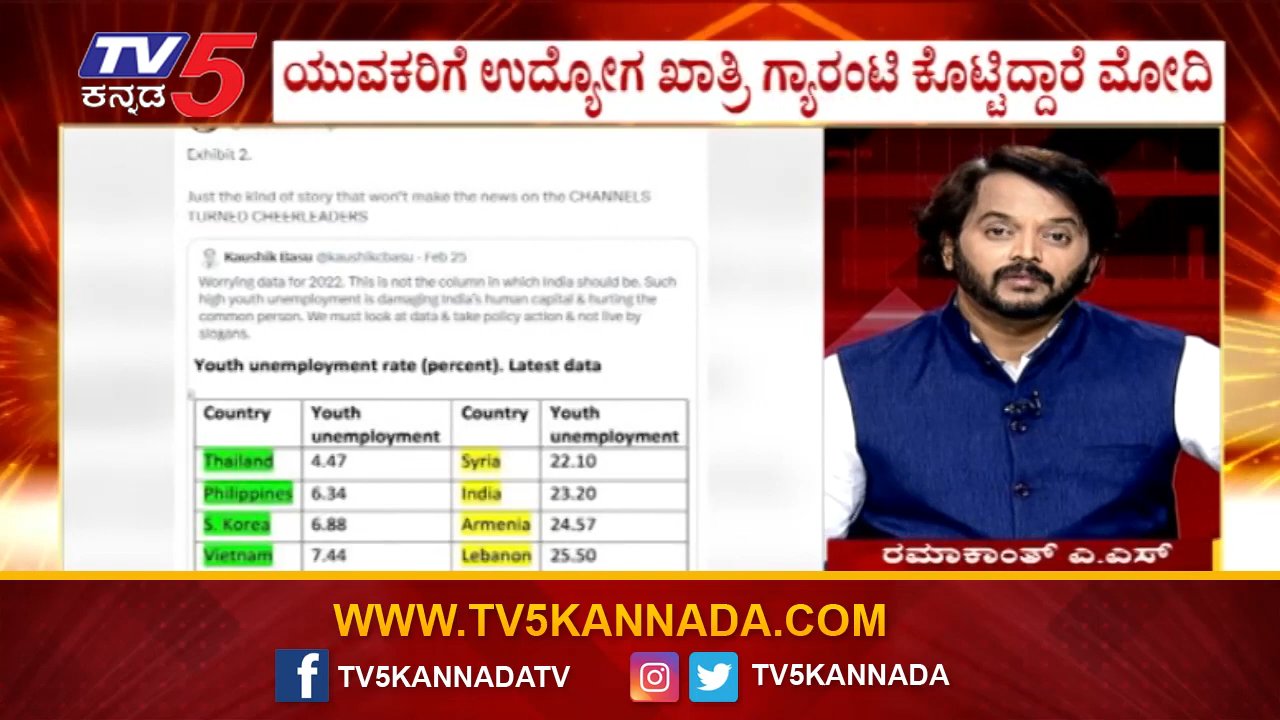 TV5
ಕನ್ನಡ
ಯುವಕರಿಗೆ ಉದ್ಯೋಗ ಖಾತ್ರಿ ಗ್ಯಾರಂಟಿ ಕೊಟ್ಟಿದ್ದಾರೆ ಮೋದಿ
Exhibit 2.
Just the kind of story that won't make the news on the CHANNELS
TURNED CHEERLEADERS
Kaushik Basu @kaushikcbasu · Feb 25
Worrying data for 2022. This is not the column in which India should be. Such
high youth unemployment is damaging India's human capital & hurting the
common person. We must look at data & take policy action & not live by
slogans.
Youth unemployment rate (percent). Latest data
Country Youth unemployment Country Youth unemployment
Thailand 4.47 Syria 22.10
Philippines 6.34 India 23.20
S. Korea 6.88 Armenia 24.57
Vietnam 7.44 Lebanon 25.50
ರಮಾಕಾಂತ್ ಎ.ಎಸ್
WWW.TV5KANNADA.COM
TV5KANNADATV
TV5KANNADA